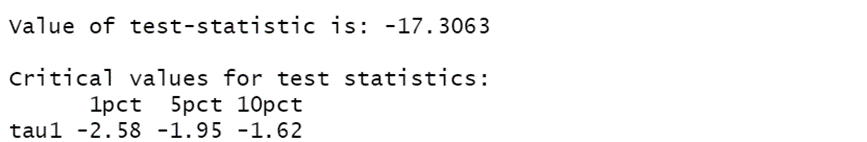 Value of test-statistic is: -17.3063
Critical values for test statistics:
1pct 5pct 10pct
tau1 -2.58 -1.95 -1.62